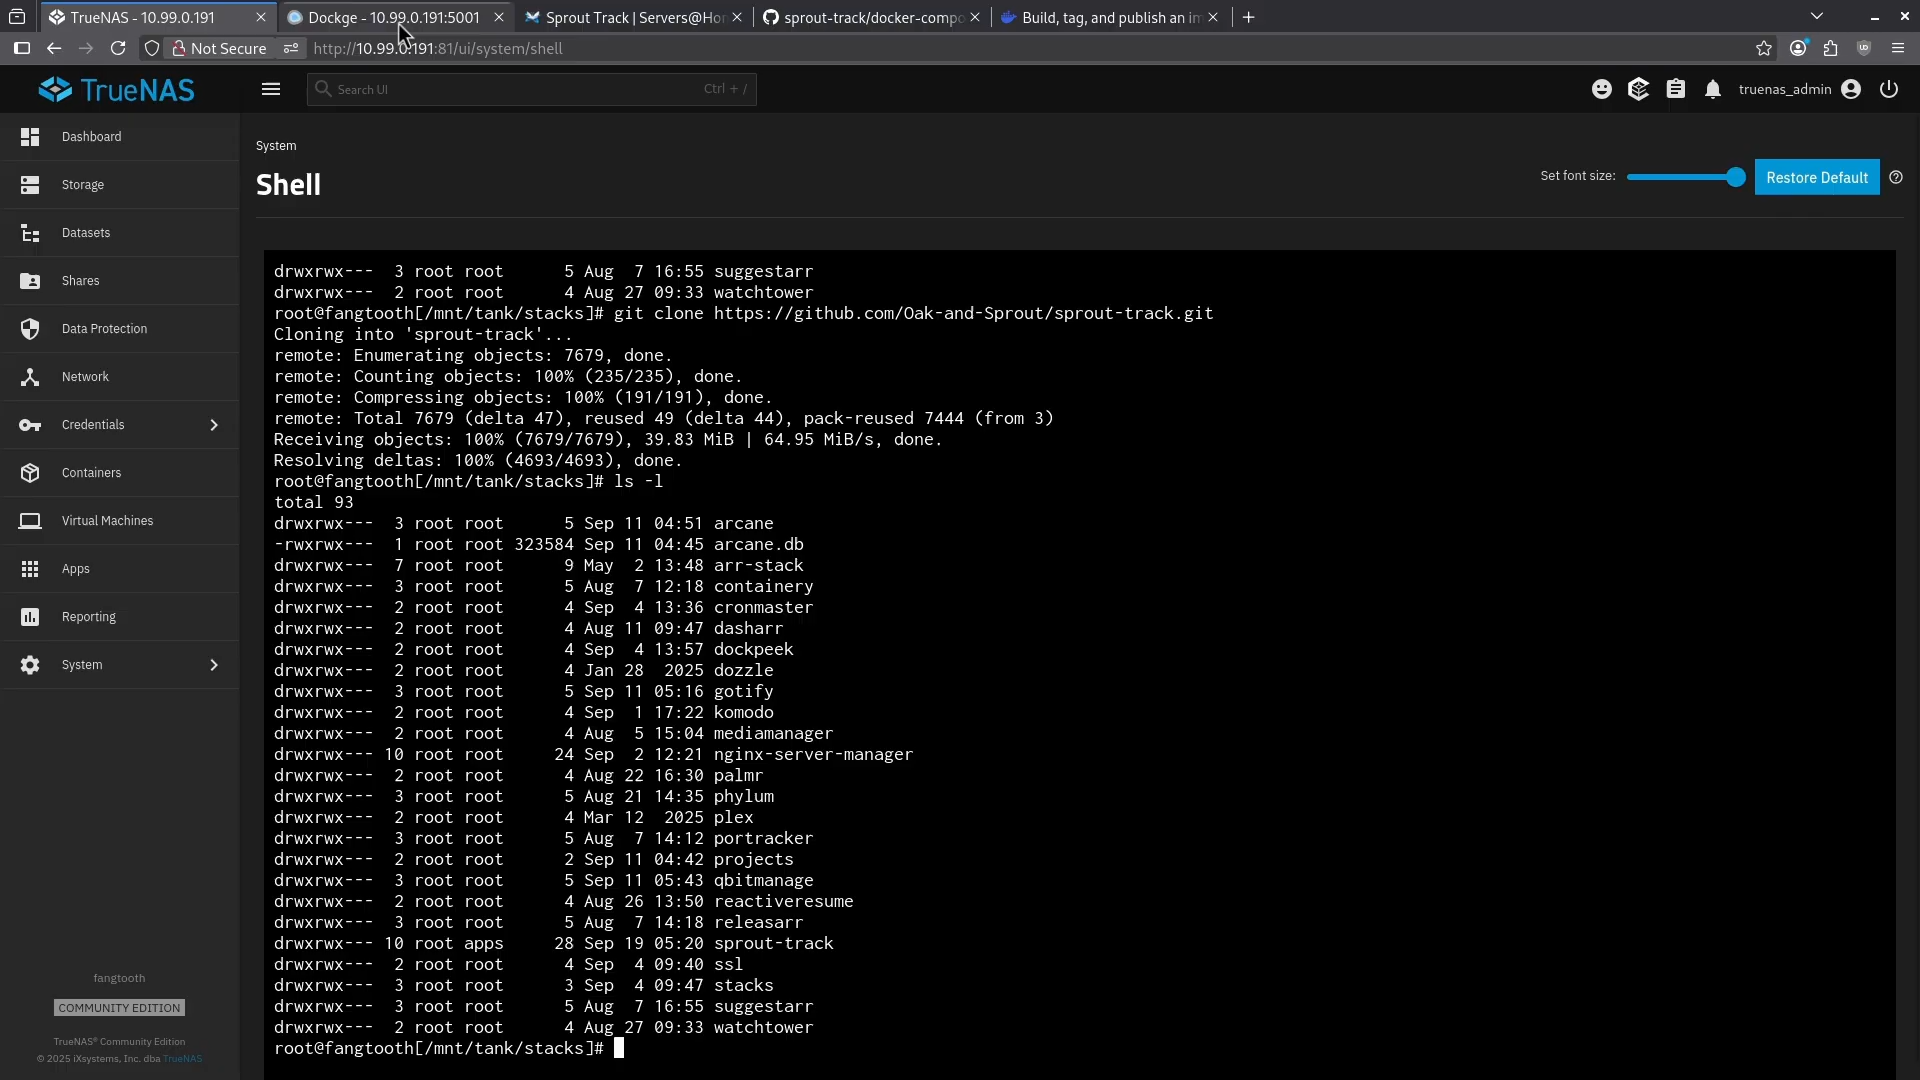 TrueNAS - 10.99.0.191
Dockge - 10.99.0.191:5001
Sprout Track | Servers@Hor
sprout-track/docker-compo
Build, tag, and publish an im
Not Secure
http://10.99.0.191:81/ui/system/shell
TrueNAS
Search UI
Ctrl + /
truenas_admin
Dashboard
Storage
Datasets
Shares
Data Protection
Network
Credentials
Containers
Virtual Machines
Apps
Reporting
System
fangtooth
COMMUNITY EDITION
TrueNAS® Community Edition
© 2025 iXsystems, Inc. dba TrueNAS
System
Shell
Set font size:
Restore Default
drwxrwx---  3 root root      5 Aug  7 16:55 suggestarr
drwxrwx---  2 root root      4 Aug 27 09:33 watchtower
root@fangtooth[/mnt/tank/stacks]# git clone https://github.com/Oak-and-Sprout/sprout-track.git
Cloning into 'sprout-track'...
remote: Enumerating objects: 7679, done.
remote: Counting objects: 100% (235/235), done.
remote: Compressing objects: 100% (191/191), done.
remote: Total 7679 (delta 47), reused 49 (delta 44), pack-reused 7444 (from 3)
Receiving objects: 100% (7679/7679), 39.83 MiB | 64.95 MiB/s, done.
Resolving deltas: 100% (4693/4693), done.
root@fangtooth[/mnt/tank/stacks]# ls -l
total 93
drwxrwx---  3 root root      5 Sep 11 04:51 arcane
-rwxrwx---  1 root root 323584 Sep 11 04:45 arcane.db
drwxrwx---  7 root root      9 May  2 13:48 arr-stack
drwxrwx---  3 root root      5 Aug  7 12:18 containery
drwxrwx---  2 root root      4 Sep  4 13:36 cronmaster
drwxrwx---  2 root root      4 Aug 11 09:47 dasharr
drwxrwx---  2 root root      4 Sep  4 13:57 dockpeek
drwxrwx---  2 root root      4 Jan 28  2025 dozzle
drwxrwx---  3 root root      5 Sep 11 05:16 gotify
drwxrwx---  2 root root      4 Sep  1 17:22 komodo
drwxrwx---  2 root root      4 Aug  5 15:04 mediamanager
drwxrwx--- 10 root root     24 Sep  2 12:21 nginx-server-manager
drwxrwx---  2 root root      4 Aug 22 16:30 palmr
drwxrwx---  3 root root      5 Aug 21 14:35 phylum
drwxrwx---  2 root root      4 Mar 12  2025 plex
drwxrwx---  3 root root      5 Aug  7 14:12 portracker
drwxrwx---  2 root root      2 Sep 11 04:42 projects
drwxrwx---  3 root root      5 Sep 11 05:43 qbitmanage
drwxrwx---  2 root root      4 Aug 26 13:50 reactiveresume
drwxrwx---  3 root root      5 Aug  7 14:18 releasarr
drwxrwx--- 10 root apps     28 Sep 19 05:20 sprout-track
drwxrwx---  2 root root      4 Sep  4 09:40 ssl
drwxrwx---  3 root root      3 Sep  4 09:47 stacks
drwxrwx---  3 root root      5 Aug  7 16:55 suggestarr
drwxrwx---  2 root root      4 Aug 27 09:33 watchtower
root@fangtooth[/mnt/tank/stacks]#